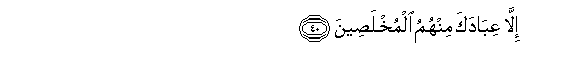 إِلَّا عِبَادَكَ مِنْهُمُ ٱلْمُخْلَصِينَ ۝٤٠